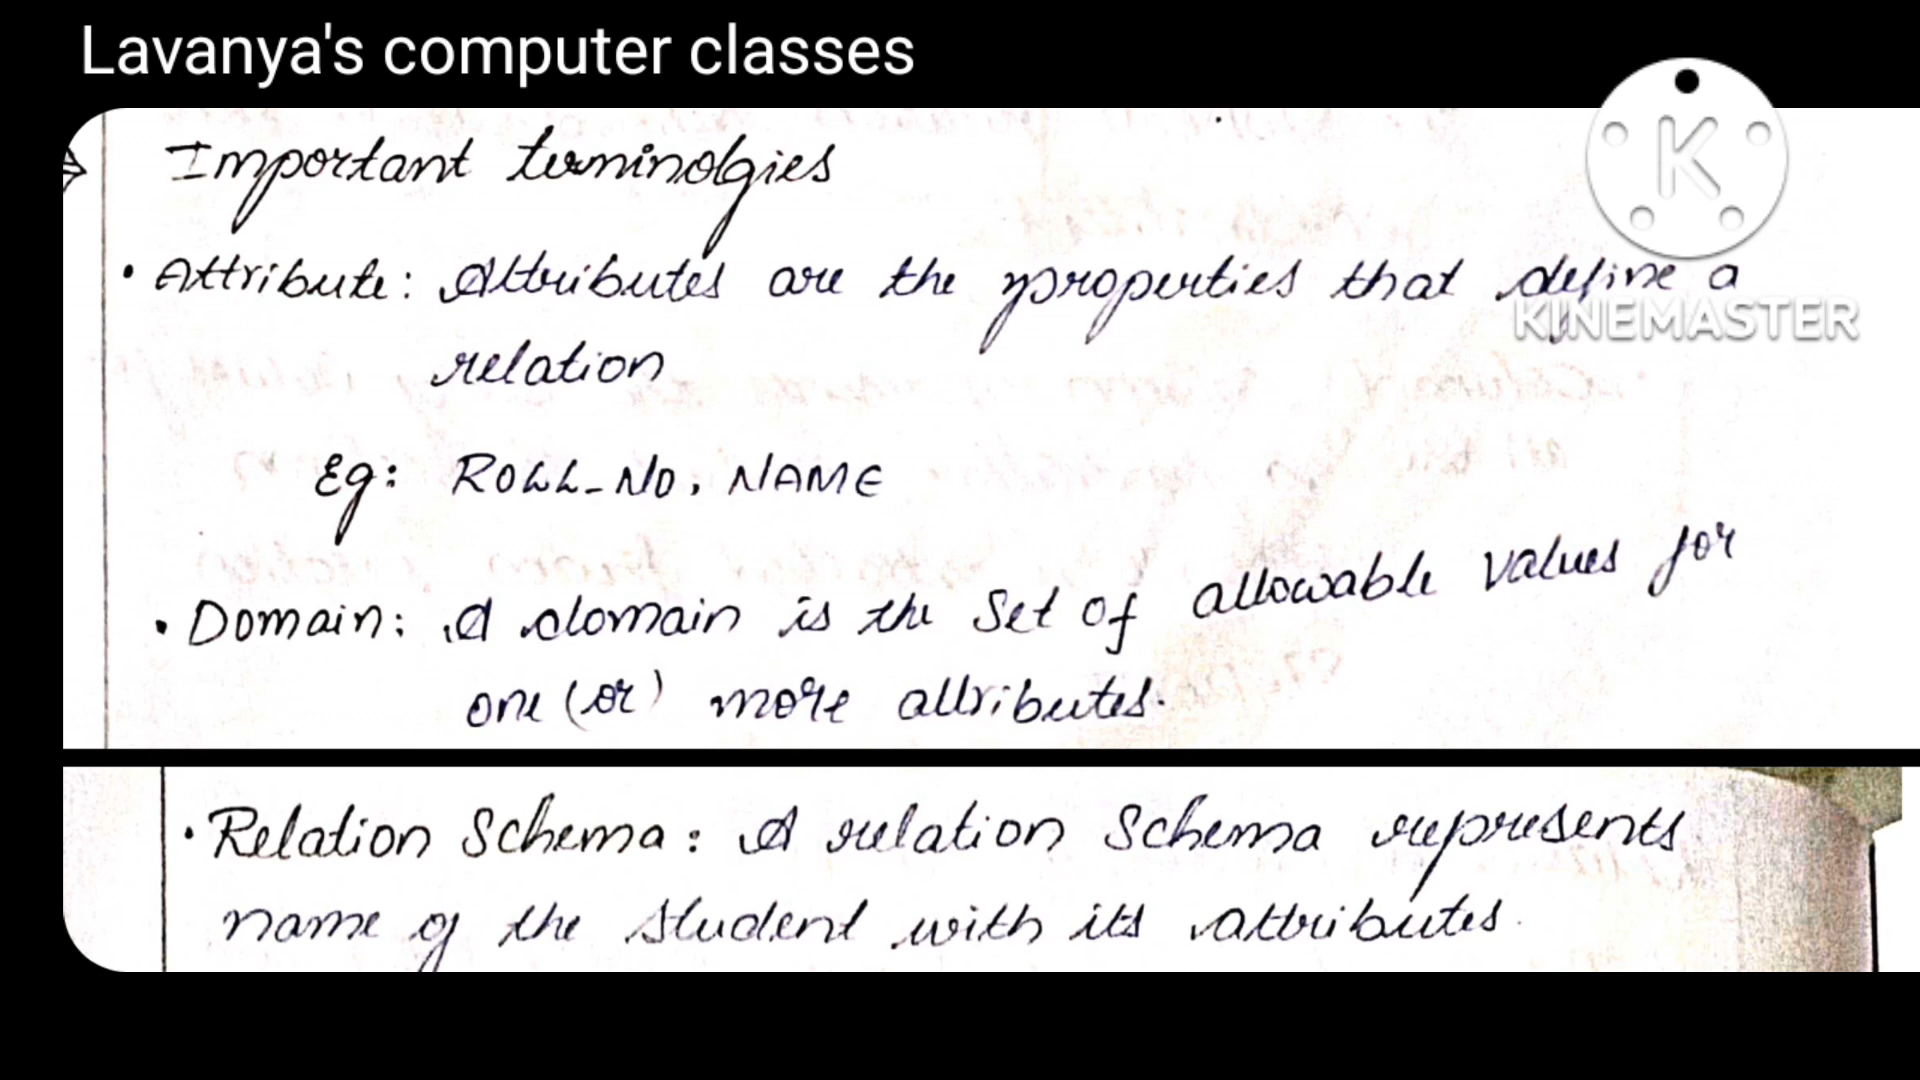 Lavanya's computer classes
K
Important terminolgies
• Attribute: Attributes are the properties that define a
KINEMASTER
relation
Eg: ROLL_NO, NAME
• Domain: A domain is the set of allowable values for
one (or) more attributes.
• Relation Schema: A relation Schema represents
name of the student with its attributes.